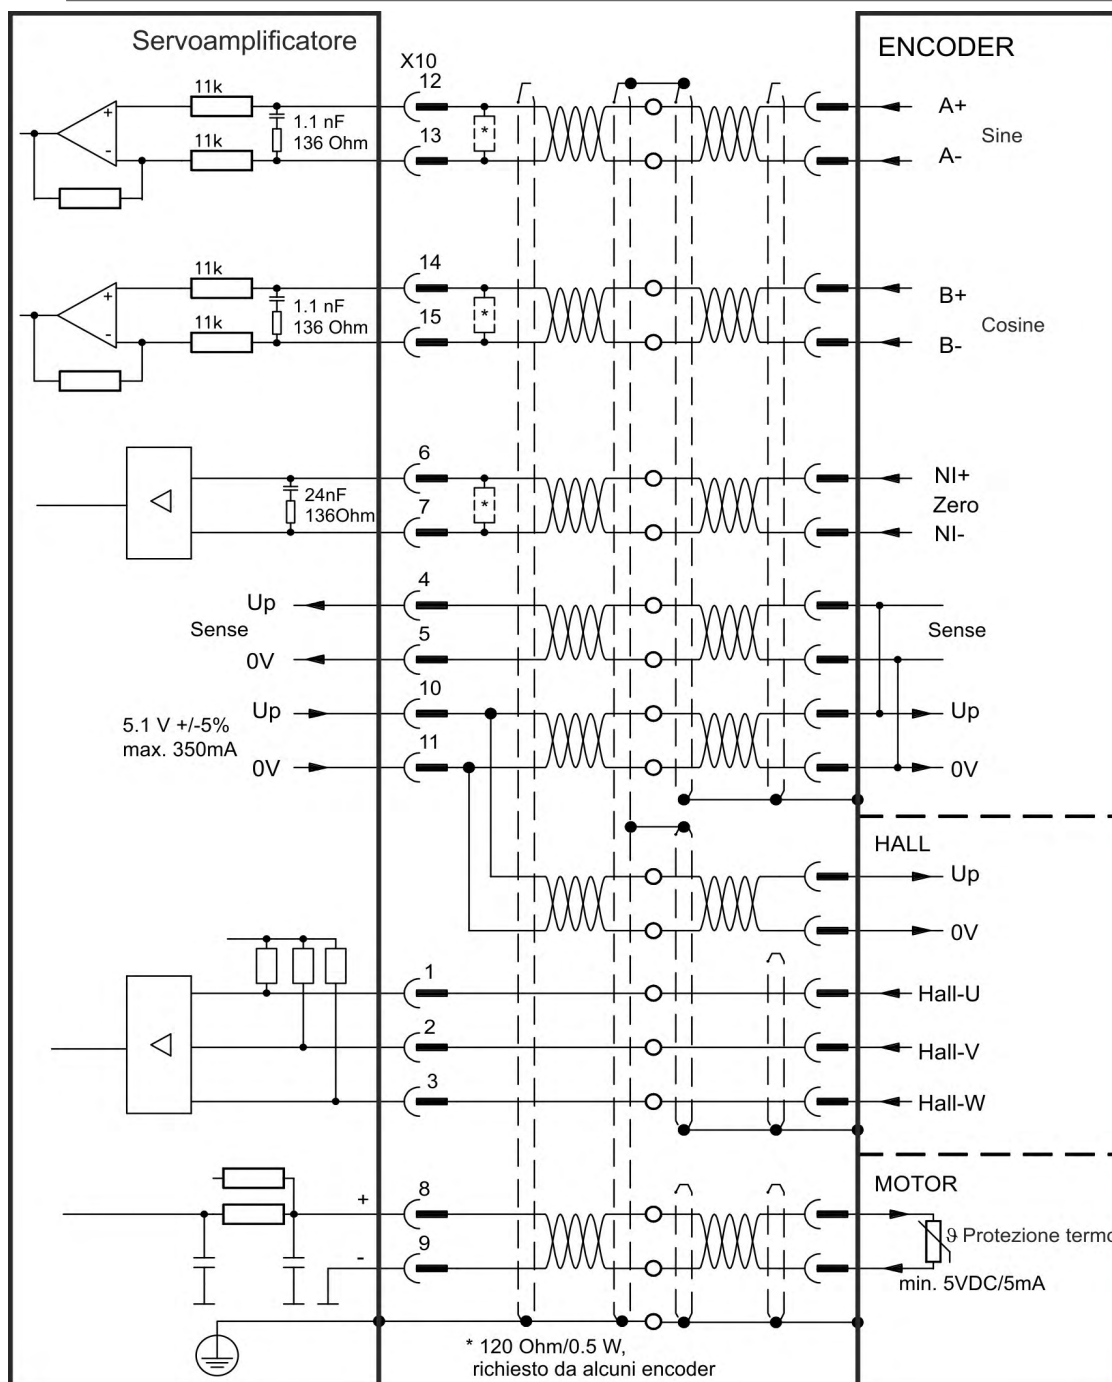 Servoamplificatore
ENCODER
X10
11k
12
1.1 nF
136 Ohm
*
A+
Sine
11k
13
A-
11k
14
1.1 nF
136 Ohm
*
B+
Cosine
11k
15
B-
6
24nF
136Ohm
*
NI+
Zero
7
NI-
Up
4
Sense
Sense
0V
5
5.1 V +/-5%
max. 350mA
Up
10
Up
0V
11
0V
HALL
Up
0V
1
Hall-U
2
Hall-V
3
Hall-W
MOTOR
+
8
ϑ Protezione termo
-
9
min. 5VDC/5mA
* 120 Ohm/0.5 W,
richiesto da alcuni encoder